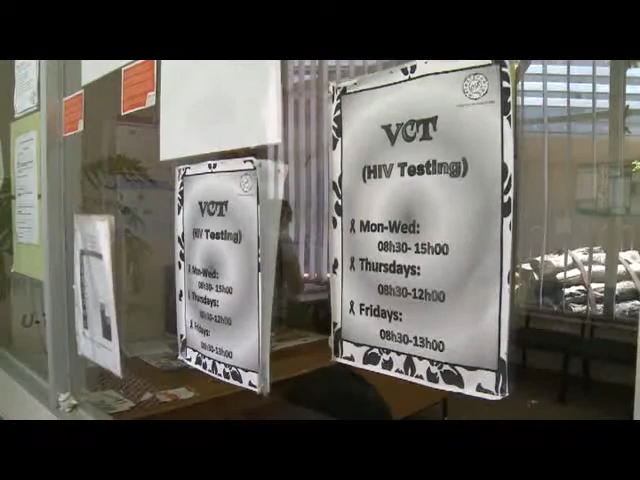 VCT
(HIV Testing)
Mon-Wed:
08h30-15h00
Thursdays:
08h30-12h00
Fridays:
08h30-13h00
VCT
(HIV Testing)
Mon-Wed:
08h30- 15h00
Thursdays:
08h30-12h00
Fridays:
08h30-13h00